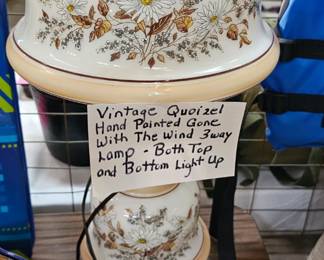 Vintage Quoizel
Hand Painted Gone
With The Wind 3way
Lamp - Both Top
and Bottom Light Up